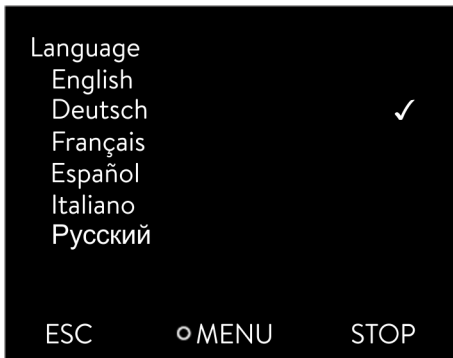 Language
English
Deutsch ✓
Français
Español
Italiano
Русский
ESC MENU STOP